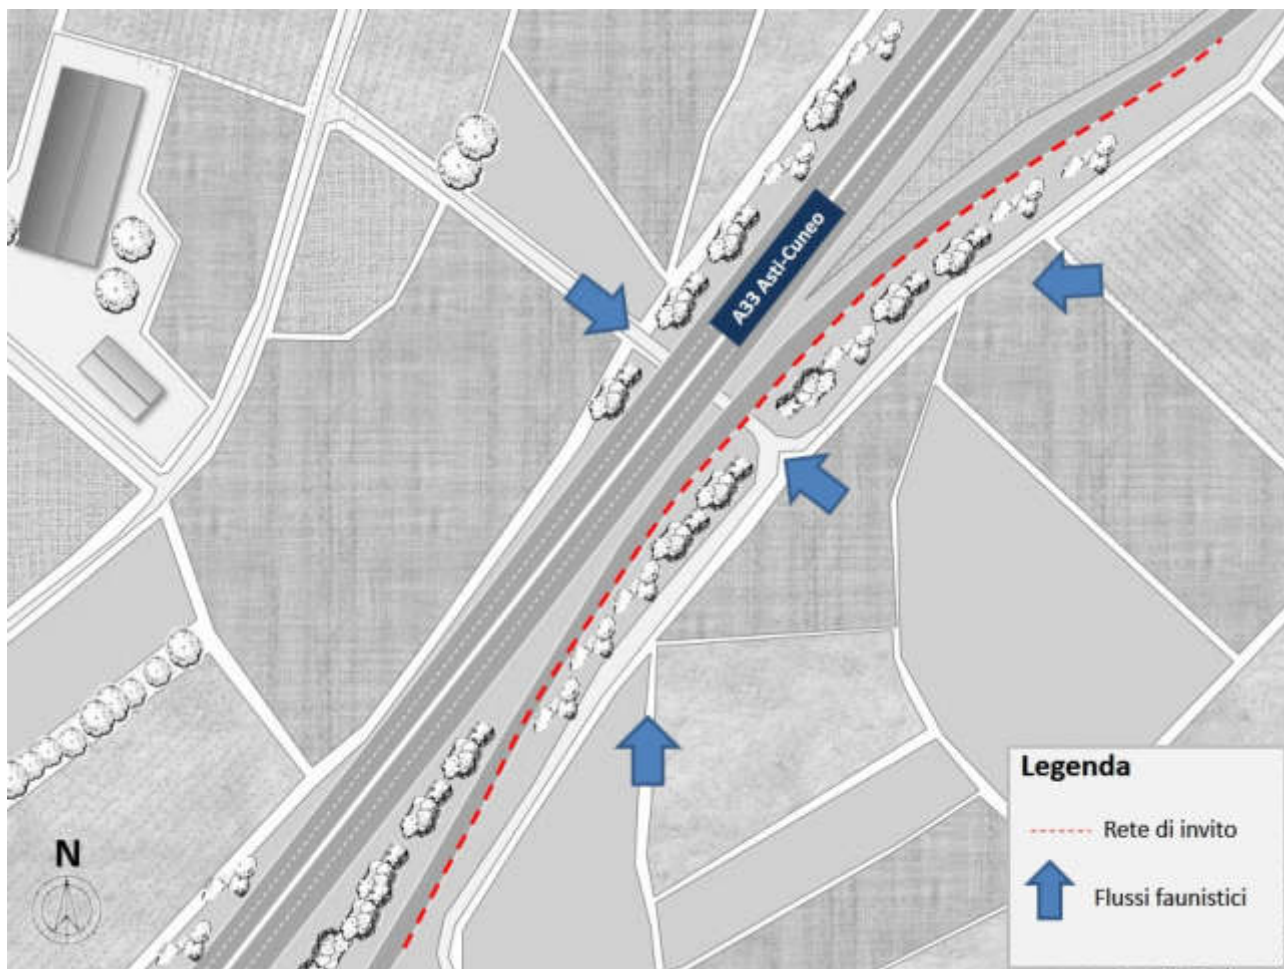 A33 Asti-Cuneo
Legenda
Rete di invito
Flussi faunistici
N